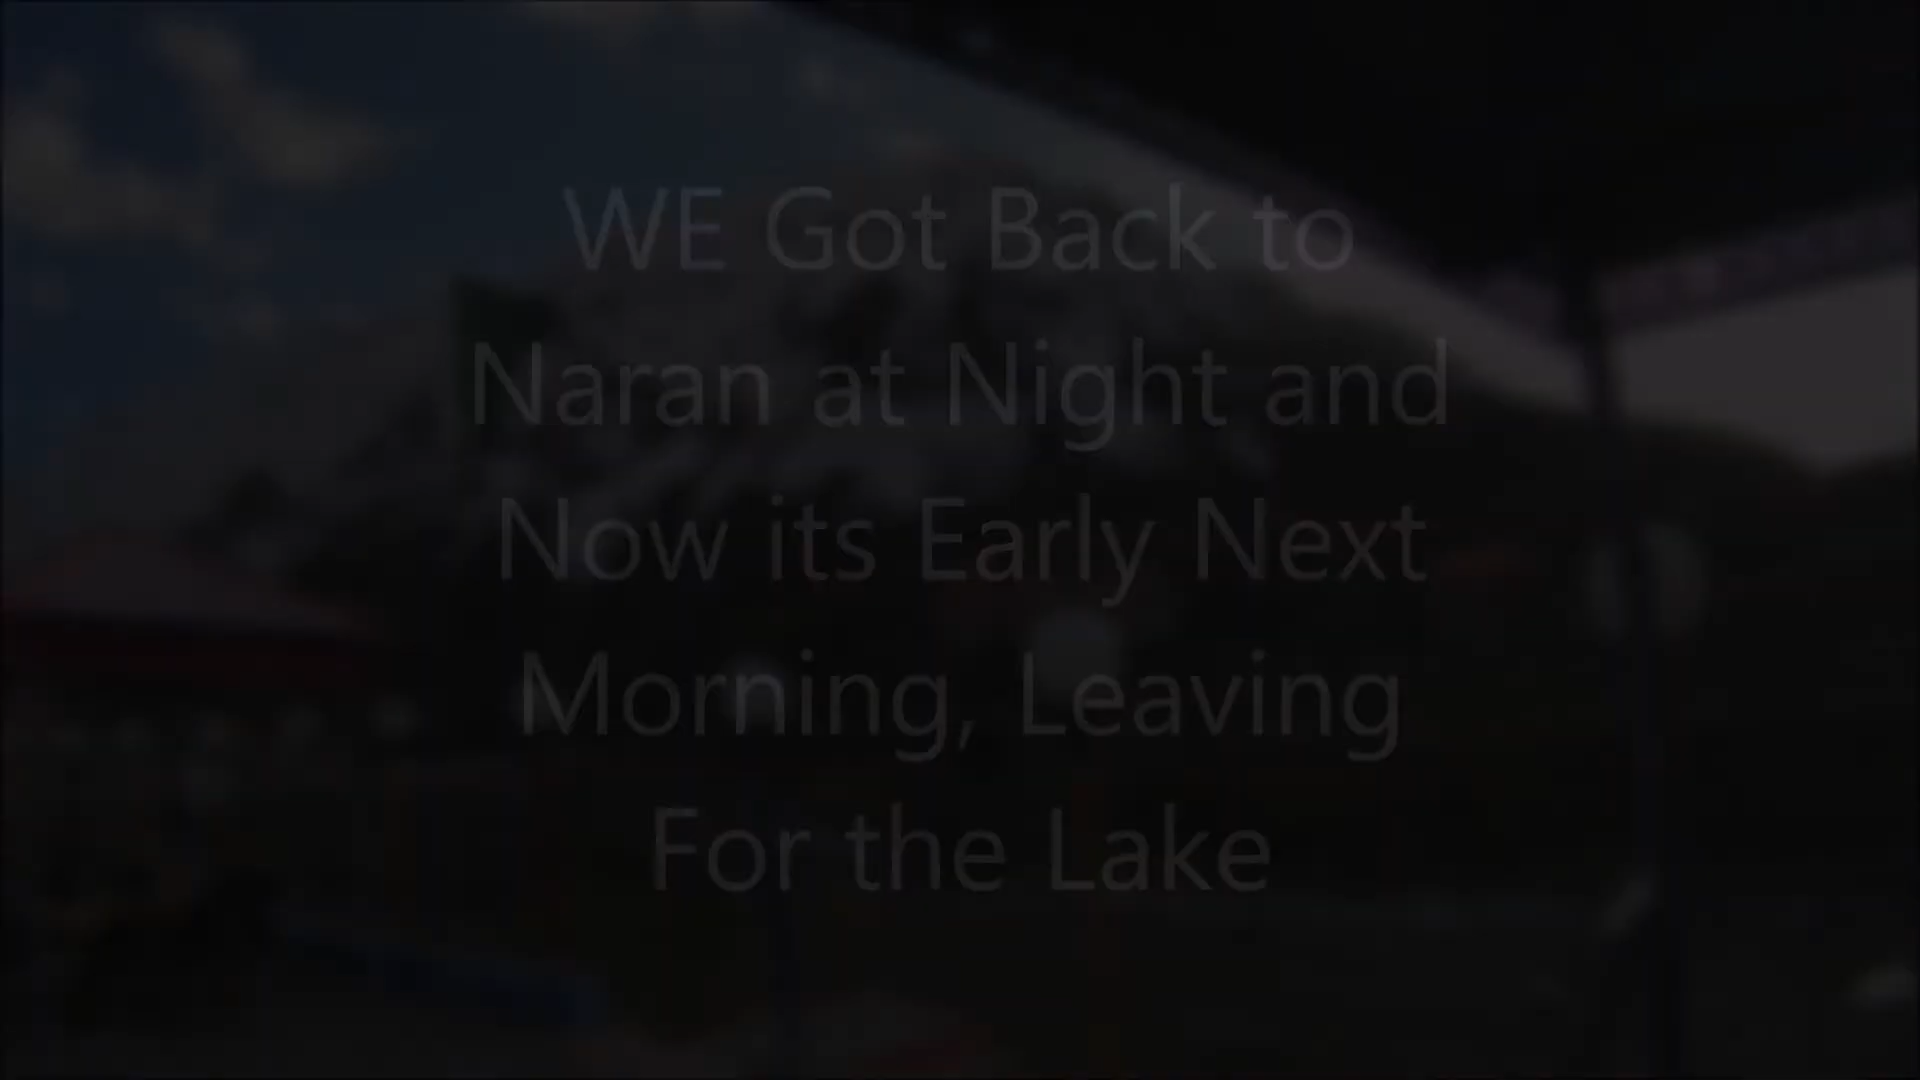 WE Got Back to
Naran at Night and
Now its Early Next
Morning, Leaving
For the Lake